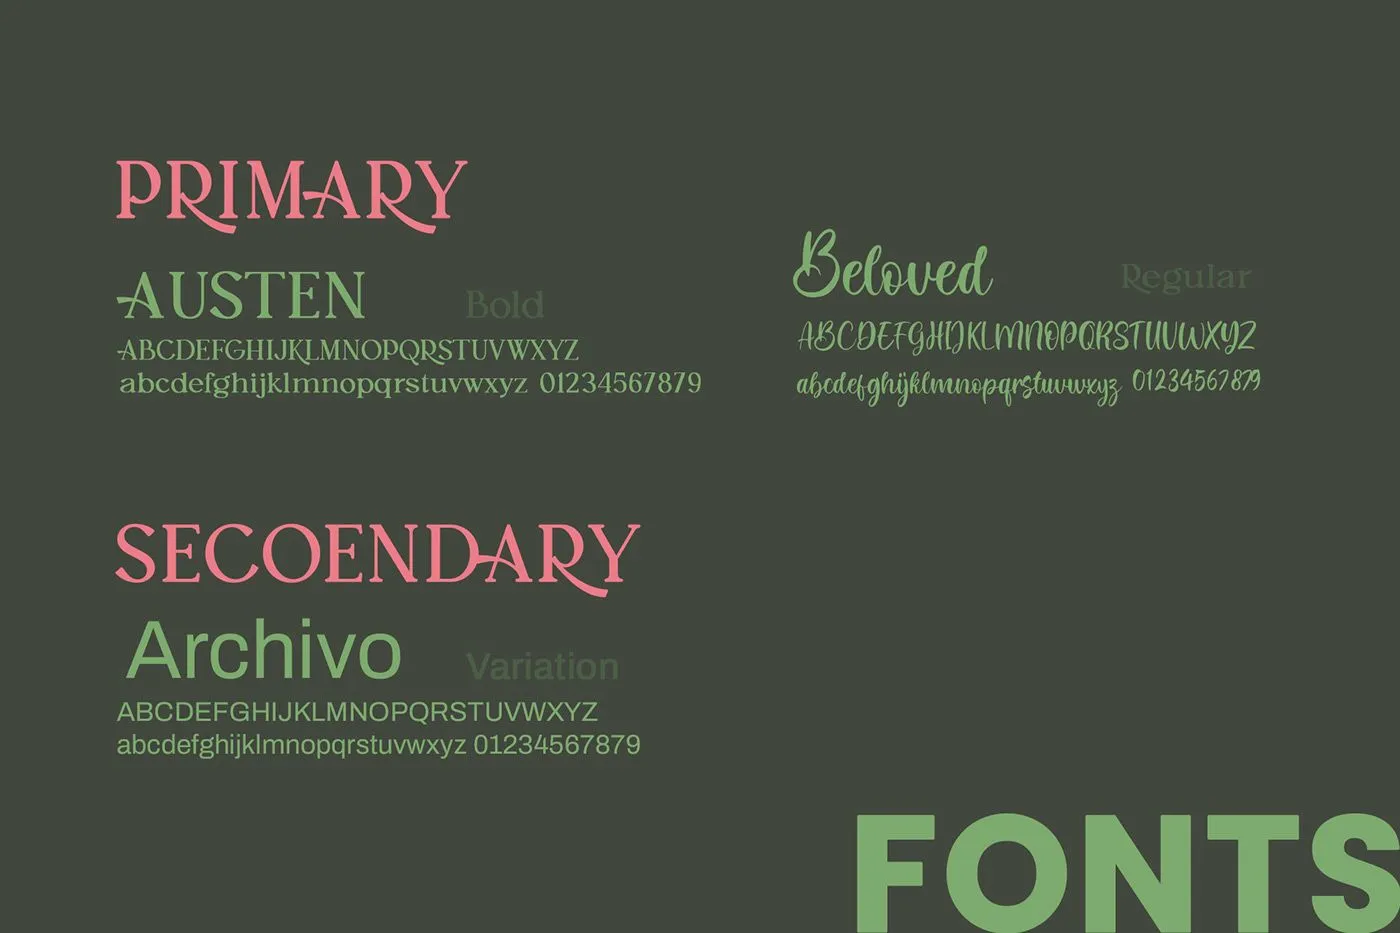 PRIMARY
AUSTEN Bold
ABCDEFGHIJKLMNOPQRSTUVWXYZ
abcdefghijklmnopqrstuvwxyz 01234567879
Beloved Regular
ABCDEFGHIJKLMNOPQRSTUVWXYZ
abcdefghijklmnopqrstuvwxyz 01234567879
SECOENDARY
Archivo Variation
ABCDEFGHIJKLMNOPQRSTUVWXYZ
abcdefghijklmnopqrstuvwxyz 01234567879
FONTS